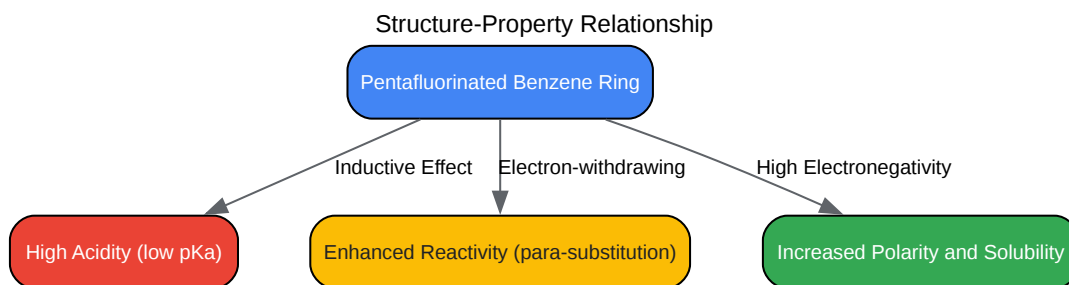 Structure-Property Relationship
Pentafluorinated Benzene Ring
Inductive Effect
Electron-withdrawing
High Electronegativity
High Acidity (low pKa)
Enhanced Reactivity (para-substitution)
Increased Polarity and Solubility